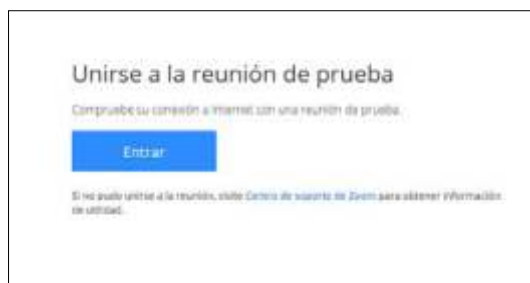 Unirse a la reunión de prueba
Compruebe su conexión a Internet con una reunión de prueba.
Entrar
Si no pudo unirse a la reunión, visite Centro de soporte de Zoom para obtener información
de utilidad.